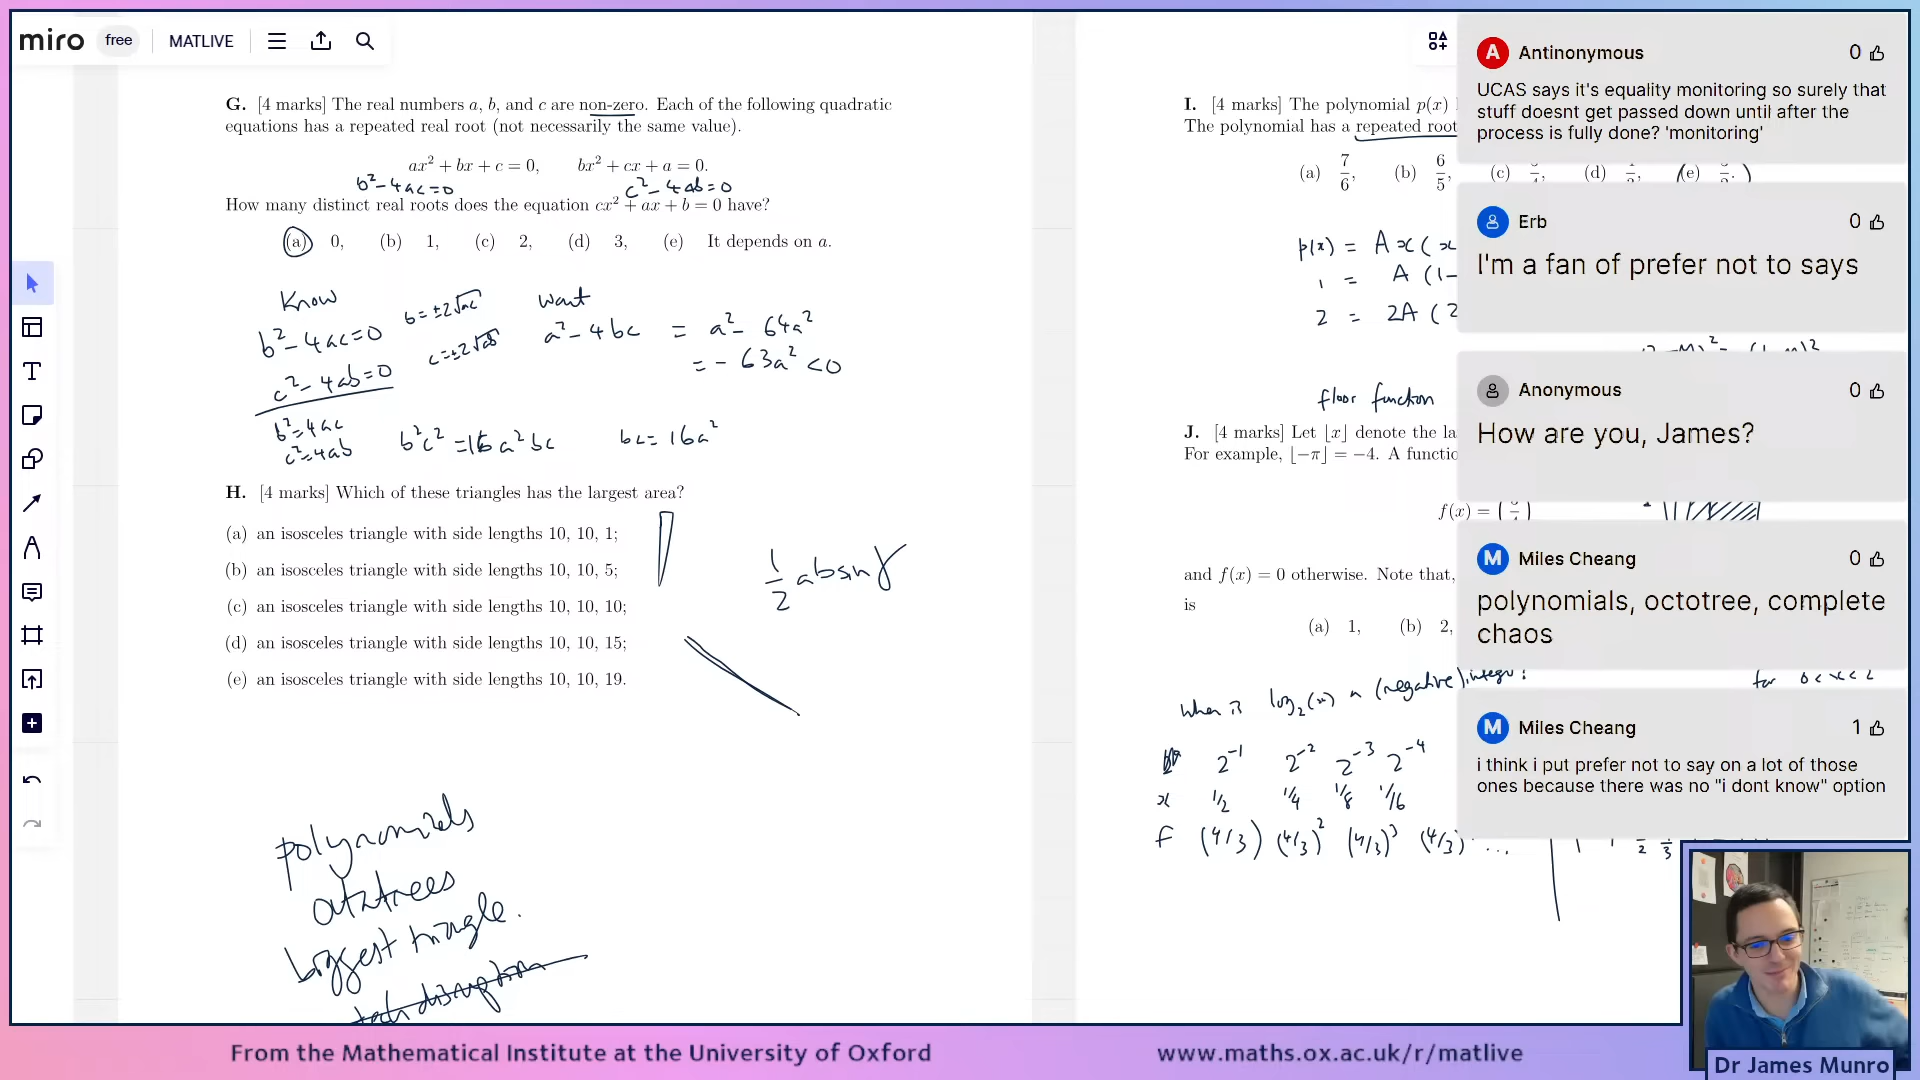 miro free MATLIVE
G. [4 marks] The real numbers a, b, and c are non-zero. Each of the following quadratic
equations has a repeated real root (not necessarily the same value).
ax² + bx + c = 0, bx² + cx + a = 0.
b²-4ac=0 c²-4ab=0
How many distinct real roots does the equation cx² + ax + b = 0 have?
(a) 0, (b) 1, (c) 2, (d) 3, (e) It depends on a.
Know
b²-4ac=0
c²-4ab=0
b=±2√ac
c=±2√ab
b²=4ac
c²=4ab
b²c²=16a²bc
bc=16a²
want
a²-4bc = a²-64a²
= -63a² <0
H. [4 marks] Which of these triangles has the largest area?
(a) an isosceles triangle with side lengths 10, 10, 1;
(b) an isosceles triangle with side lengths 10, 10, 5;
(c) an isosceles triangle with side lengths 10, 10, 10;
(d) an isosceles triangle with side lengths 10, 10, 15;
(e) an isosceles triangle with side lengths 10, 10, 19.
1/2 ab sin γ
polynomials
biggest triangle.
tech disruption
I. [4 marks] The polynomial p(x)
The polynomial has a repeated root
(a) 7/6, (b) 6/5, (c) (d) (e)
p(x) = A x (x
1 = A (1-
2 = 2A (2
floor function
J. [4 marks] Let ⌊x⌋ denote the la
For example, ⌊−π⌋ = −4. A functio
f(x) =
and f(x) = 0 otherwise. Note that,
is
(a) 1, (b) 2,
When is log₂(x) a (negative) integer?
for 0<x<2
2⁻¹ 2⁻² 2⁻³ 2⁻⁴
x 1/2 1/4 1/8 1/16
f (4/3) (4/3)² (4/3)³ (4/3) ...
A Antinonymous 0
UCAS says it's equality monitoring so surely that
stuff doesnt get passed down until after the
process is fully done? 'monitoring'
Erb 0
I'm a fan of prefer not to says
Anonymous 0
How are you, James?
M Miles Cheang 0
polynomials, octotree, complete
chaos
M Miles Cheang 1
i think i put prefer not to say on a lot of those
ones because there was no "i dont know" option
From the Mathematical Institute at the University of Oxford
www.maths.ox.ac.uk/r/matlive
Dr James Munro